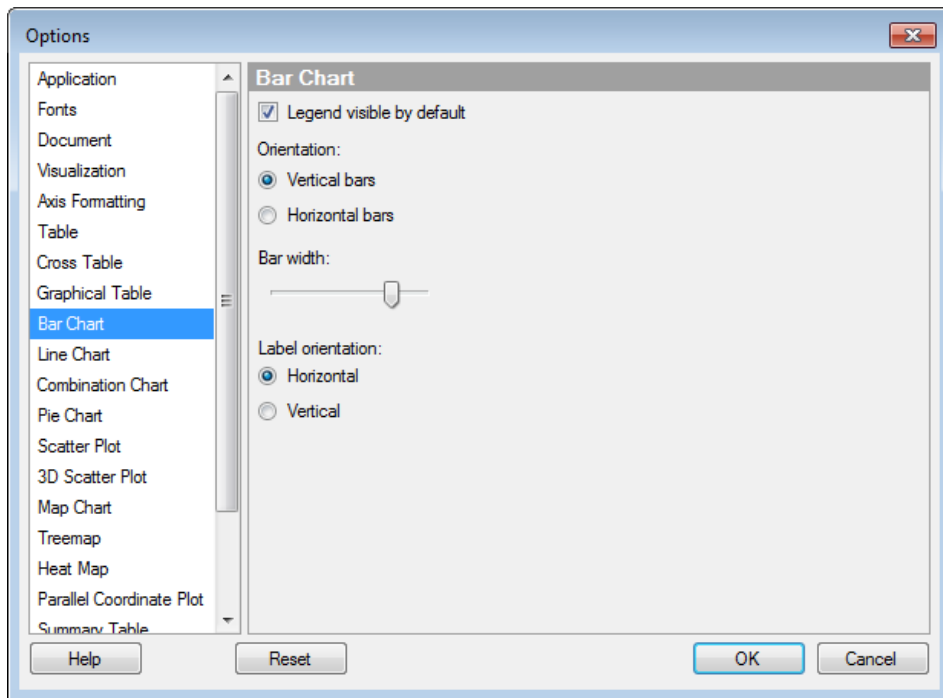 Options
Application
Fonts
Document
Visualization
Axis Formatting
Table
Cross Table
Graphical Table
Bar Chart
Line Chart
Combination Chart
Pie Chart
Scatter Plot
3D Scatter Plot
Map Chart
Treemap
Heat Map
Parallel Coordinate Plot
Summary Table
Bar Chart
Legend visible by default
Orientation:
Vertical bars
Horizontal bars
Bar width:
Label orientation:
Horizontal
Vertical
Help
Reset
OK
Cancel